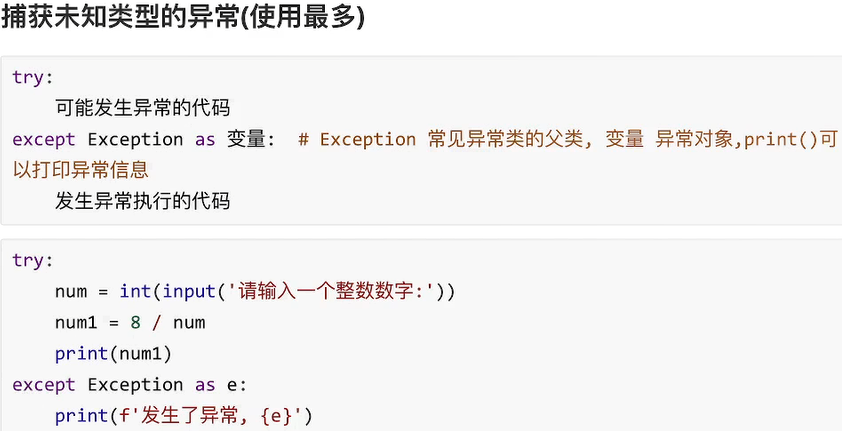 捕获未知类型的异常(使用最多)
try:
    可能发生异常的代码
except Exception as 变量:  # Exception 常见异常类的父类, 变量 异常对象,print()可
以打印异常信息
    发生异常执行的代码
try:
    num = int(input('请输入一个整数数字:'))
    num1 = 8 / num
    print(num1)
except Exception as e:
    print(f'发生了异常, {e}')